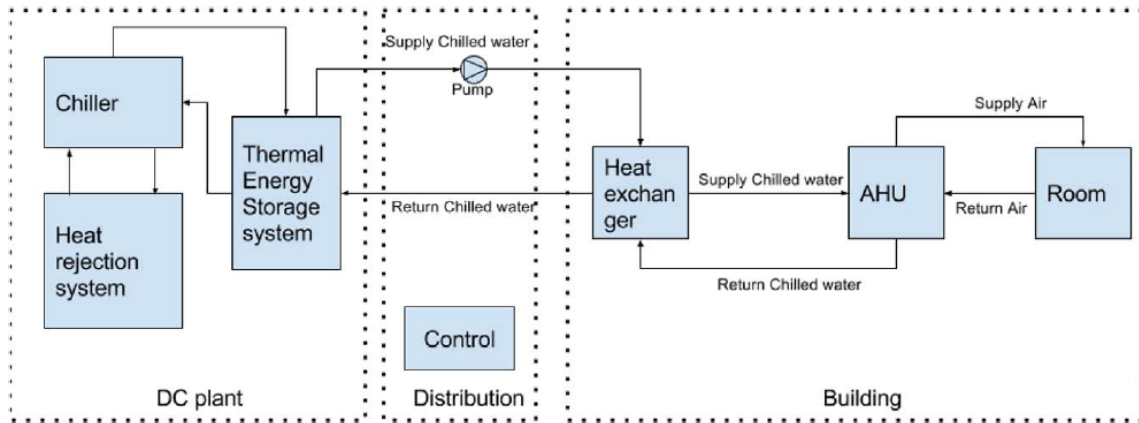 Supply Chilled water
Pump
Chiller
Supply Air
Thermal
Energy
Storage
system
Heat
exchan
ger
Supply Chilled water
AHU
Return Air
Room
Return Chilled water
Heat
rejection
system
Return Chilled water
Control
DC plant
Distribution
Building